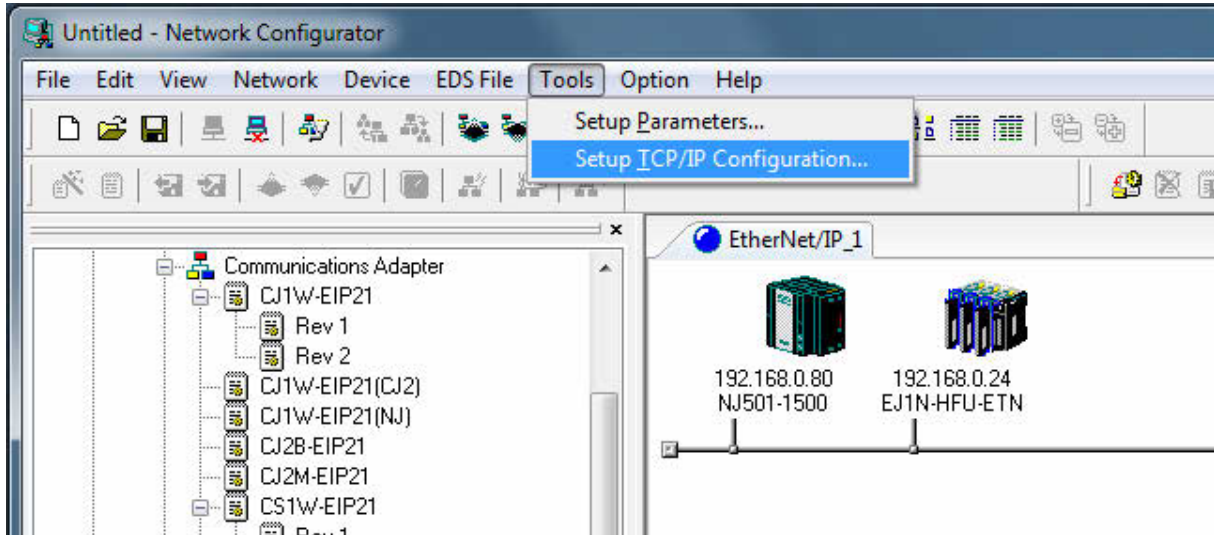 Untitled - Network Configurator
File Edit View Network Device EDS File Tools Option Help
Setup Parameters...
Setup TCP/IP Configuration...
EtherNet/IP_1
Communications Adapter
CJ1W-EIP21
Rev 1
Rev 2
CJ1W-EIP21(CJ2)
CJ1W-EIP21(NJ)
CJ2B-EIP21
CJ2M-EIP21
CS1W-EIP21
Rev 1
192.168.0.80 192.168.0.24
NJ501-1500 EJ1N-HFU-ETN